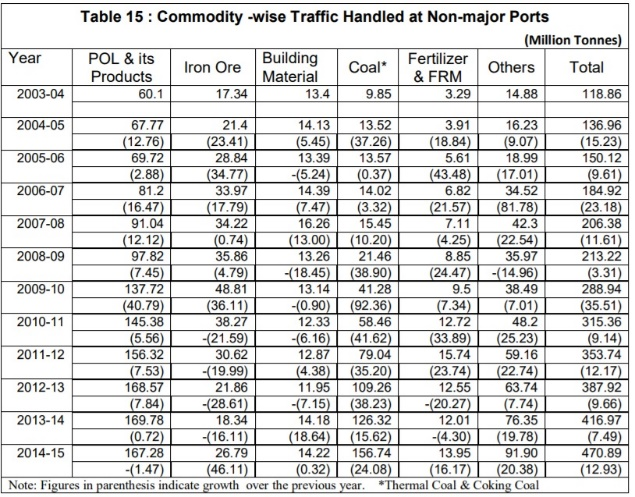 Table 15 : Commodity -wise Traffic Handled at Non-major Ports
(Million Tonnes)
Year POL & its Products Iron Ore Building Material Coal* Fertilizer & FRM Others Total
2003-04 60.1 17.34 13.4 9.85 3.29 14.88 118.86
2004-05 67.77 21.4 14.13 13.52 3.91 16.23 136.96
(12.76) (23.41) (5.45) (37.26) (18.84) (9.07) (15.23)
2005-06 69.72 28.84 13.39 13.57 5.61 18.99 150.12
(2.88) (34.77) -(5.24) (0.37) (43.48) (17.01) (9.61)
2006-07 81.2 33.97 14.39 14.02 6.82 34.52 184.92
(16.47) (17.79) (7.47) (3.32) (21.57) (81.78) (23.18)
2007-08 91.04 34.22 16.26 15.45 7.11 42.3 206.38
(12.12) (0.74) (13.00) (10.20) (4.25) (22.54) (11.61)
2008-09 97.82 35.86 13.26 21.46 8.85 35.97 213.22
(7.45) (4.79) -(18.45) (38.90) (24.47) -(14.96) (3.31)
2009-10 137.72 48.81 13.14 41.28 9.5 38.49 288.94
(40.79) (36.11) -(0.90) (92.36) (7.34) (7.01) (35.51)
2010-11 145.38 38.27 12.33 58.46 12.72 48.2 315.36
(5.56) -(21.59) -(6.16) (41.62) (33.89) (25.23) (9.14)
2011-12 156.32 30.62 12.87 79.04 15.74 59.16 353.74
(7.53) -(19.99) (4.38) (35.20) (23.74) (22.74) (12.17)
2012-13 168.57 21.86 11.95 109.26 12.55 63.74 387.92
(7.84) -(28.61) -(7.15) (38.23) -(20.27) (7.74) (9.66)
2013-14 169.78 18.34 14.18 126.32 12.01 76.35 416.97
(0.72) -(16.11) (18.64) (15.62) -(4.30) (19.78) (7.49)
2014-15 167.28 26.79 14.22 156.74 13.95 91.90 470.89
-(1.47) (46.11) (0.32) (24.08) (16.17) (20.38) (12.93)
Note: Figures in parenthesis indicate growth over the previous year. *Thermal Coal & Coking Coal